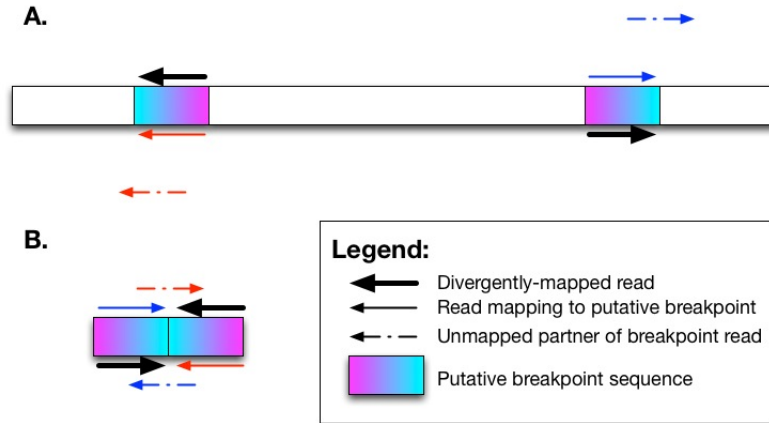 A.
B.
Legend:
Divergently-mapped read
Read mapping to putative breakpoint
Unmapped partner of breakpoint read
Putative breakpoint sequence